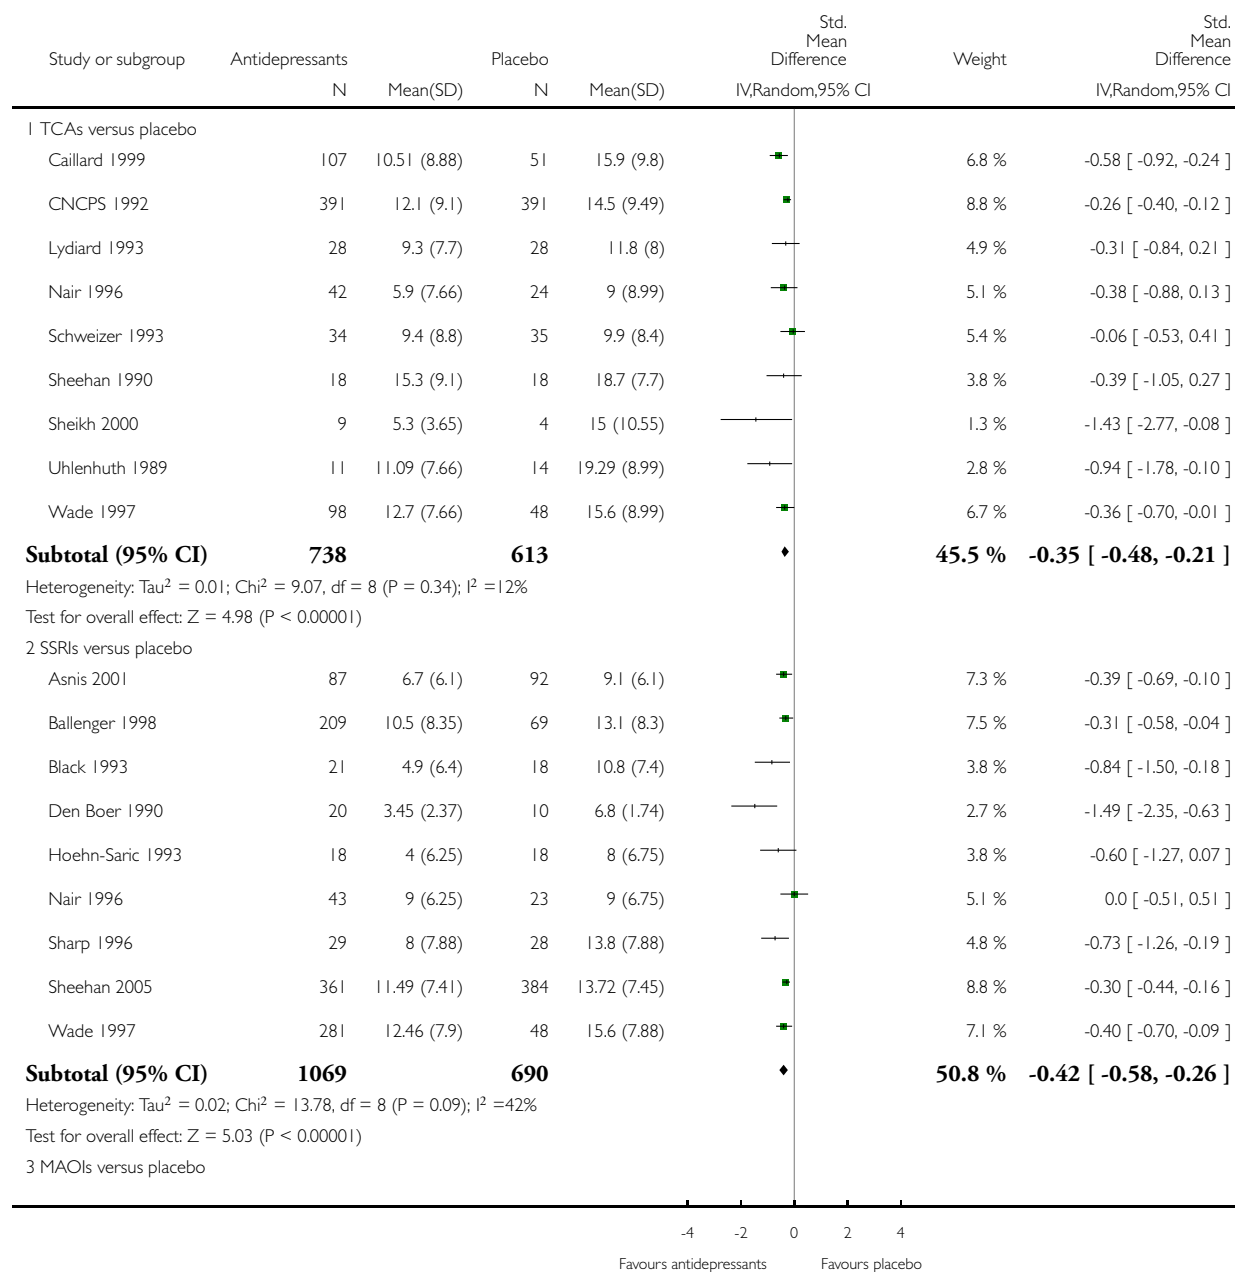 Std.
Mean
Difference
Std.
Mean
Difference
Study or subgroup Antidepressants Placebo Weight
N Mean(SD) N Mean(SD) IV,Random,95% CI IV,Random,95% CI
1 TCAs versus placebo
Caillard 1999 107 10.51 (8.88) 51 15.9 (9.8) 6.8 % -0.58 [ -0.92, -0.24 ]
CNCPS 1992 391 12.1 (9.1) 391 14.5 (9.49) 8.8 % -0.26 [ -0.40, -0.12 ]
Lydiard 1993 28 9.3 (7.7) 28 11.8 (8) 4.9 % -0.31 [ -0.84, 0.21 ]
Nair 1996 42 5.9 (7.66) 24 9 (8.99) 5.1 % -0.38 [ -0.88, 0.13 ]
Schweizer 1993 34 9.4 (8.8) 35 9.9 (8.4) 5.4 % -0.06 [ -0.53, 0.41 ]
Sheehan 1990 18 15.3 (9.1) 18 18.7 (7.7) 3.8 % -0.39 [ -1.05, 0.27 ]
Sheikh 2000 9 5.3 (3.65) 4 15 (10.55) 1.3 % -1.43 [ -2.77, -0.08 ]
Uhlenhuth 1989 11 11.09 (7.66) 14 19.29 (8.99) 2.8 % -0.94 [ -1.78, -0.10 ]
Wade 1997 98 12.7 (7.66) 48 15.6 (8.99) 6.7 % -0.36 [ -0.70, -0.01 ]
Subtotal (95% CI) 738 613 45.5 % -0.35 [ -0.48, -0.21 ]
Heterogeneity: Tau² = 0.01; Chi² = 9.07, df = 8 (P = 0.34); I² =12%
Test for overall effect: Z = 4.98 (P < 0.00001)
2 SSRIs versus placebo
Asnis 2001 87 6.7 (6.1) 92 9.1 (6.1) 7.3 % -0.39 [ -0.69, -0.10 ]
Ballenger 1998 209 10.5 (8.35) 69 13.1 (8.3) 7.5 % -0.31 [ -0.58, -0.04 ]
Black 1993 21 4.9 (6.4) 18 10.8 (7.4) 3.8 % -0.84 [ -1.50, -0.18 ]
Den Boer 1990 20 3.45 (2.37) 10 6.8 (1.74) 2.7 % -1.49 [ -2.35, -0.63 ]
Hoehn-Saric 1993 18 4 (6.25) 18 8 (6.75) 3.8 % -0.60 [ -1.27, 0.07 ]
Nair 1996 43 9 (6.25) 23 9 (6.75) 5.1 % 0.0 [ -0.51, 0.51 ]
Sharp 1996 29 8 (7.88) 28 13.8 (7.88) 4.8 % -0.73 [ -1.26, -0.19 ]
Sheehan 2005 361 11.49 (7.41) 384 13.72 (7.45) 8.8 % -0.30 [ -0.44, -0.16 ]
Wade 1997 281 12.46 (7.9) 48 15.6 (7.88) 7.1 % -0.40 [ -0.70, -0.09 ]
Subtotal (95% CI) 1069 690 50.8 % -0.42 [ -0.58, -0.26 ]
Heterogeneity: Tau² = 0.02; Chi² = 13.78, df = 8 (P = 0.09); I² =42%
Test for overall effect: Z = 5.03 (P < 0.00001)
3 MAOIs versus placebo
-4 -2 0 2 4
Favours antidepressants Favours placebo